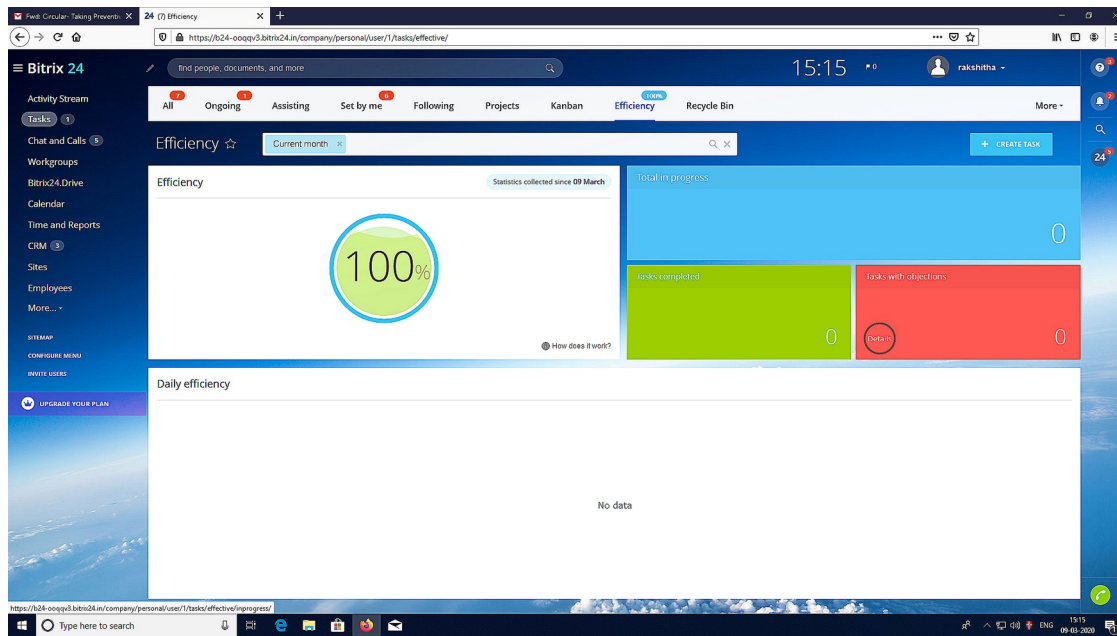 Fwd: Circular- Taking Preventiv
24 (7) Efficiency
https://b24-ooqqv3.bitrix24.in/company/personal/user/1/tasks/effective/
Bitrix 24
find people, documents, and more
15:15
0
rakshitha
3
Activity Stream
Tasks 1
Chat and Calls 5
Workgroups
Bitrix24.Drive
Calendar
Time and Reports
CRM 3
Sites
Employees
More...
SITEMAP
CONFIGURE MENU
INVITE USERS
UPGRADE YOUR PLAN
7
1
6
100%
All Ongoing Assisting Set by me Following Projects Kanban Efficiency Recycle Bin More
2
24 5
Efficiency
Current month
+ CREATE TASK
Efficiency
Statistics collected since 09 March
100%
How does it work?
Total in progress
0
Tasks completed
0
Tasks with objections
Details
0
Daily efficiency
No data
https://b24-ooqqv3.bitrix24.in/company/personal/user/1/tasks/effective/inprogress/
Type here to search
ENG
15:15
09-03-2020